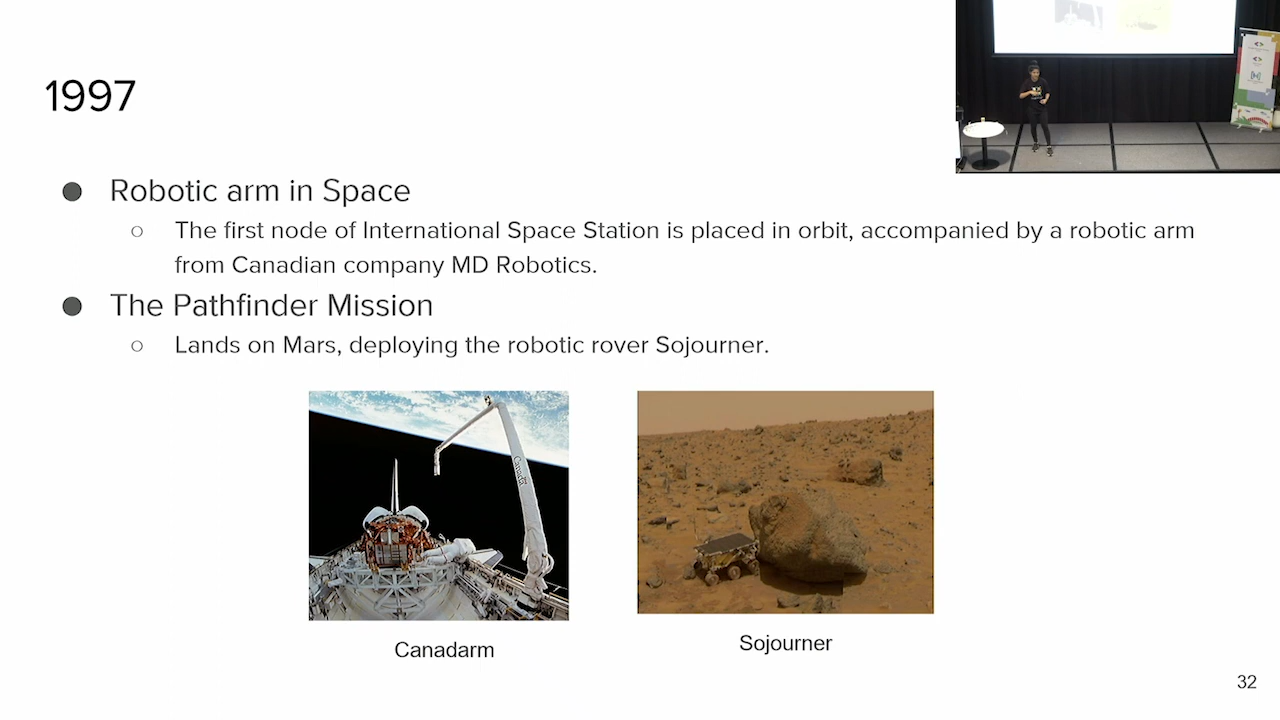 1997
● Robotic arm in Space
○ The first node of International Space Station is placed in orbit, accompanied by a robotic arm
from Canadian company MD Robotics.
● The Pathfinder Mission
○ Lands on Mars, deploying the robotic rover Sojourner.
Canada
Canadarm
Sojourner
32